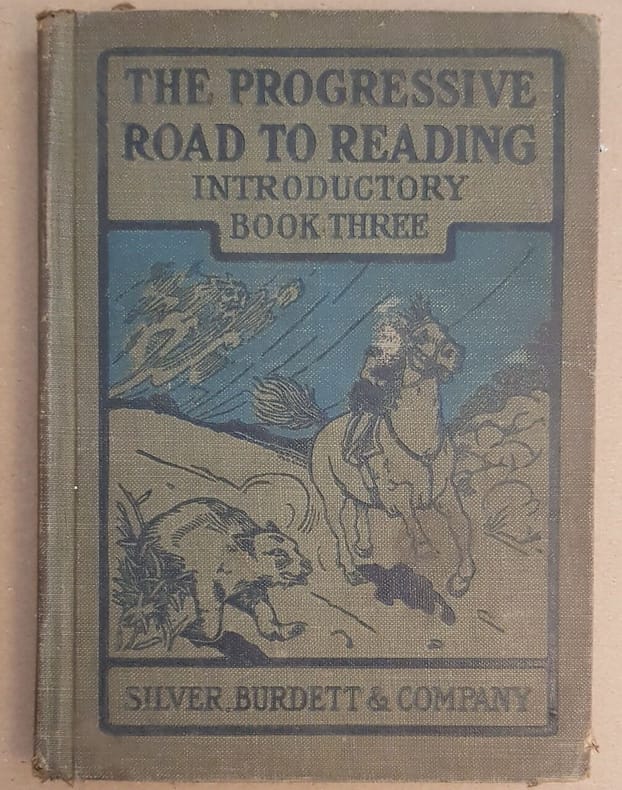 THE PROGRESSIVE
ROAD TO READING
INTRODUCTORY
BOOK THREE
SILVER, BURDETT & COMPANY